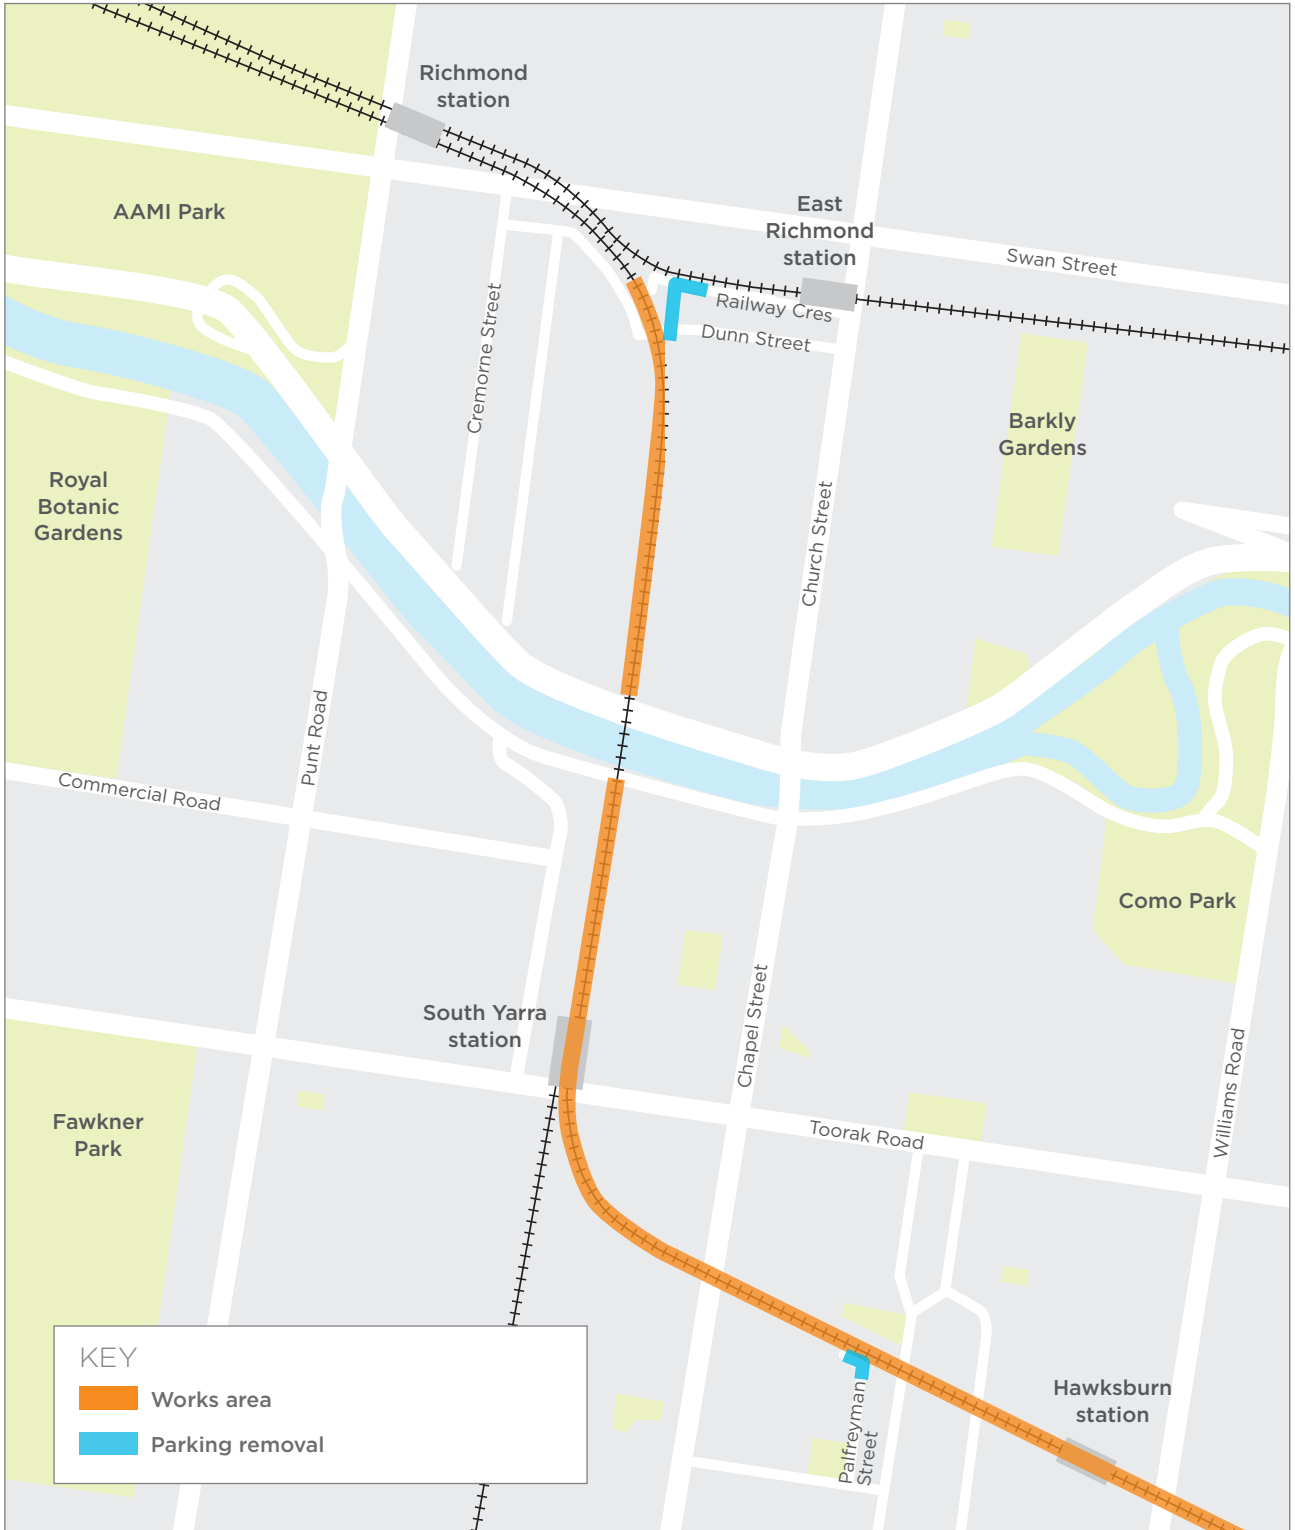 Richmond
station
AAMI Park
East
Richmond
station
Swan Street
Railway Cres
Dunn Street
Cremorne Street
Barkly
Gardens
Royal
Botanic
Gardens
Church Street
Punt Road
Commercial Road
Como Park
South Yarra
station
Chapel Street
Williams Road
Fawkner
Park
Toorak Road
KEY
Works area
Parking removal
Hawksburn
station
Palfreyman
Street